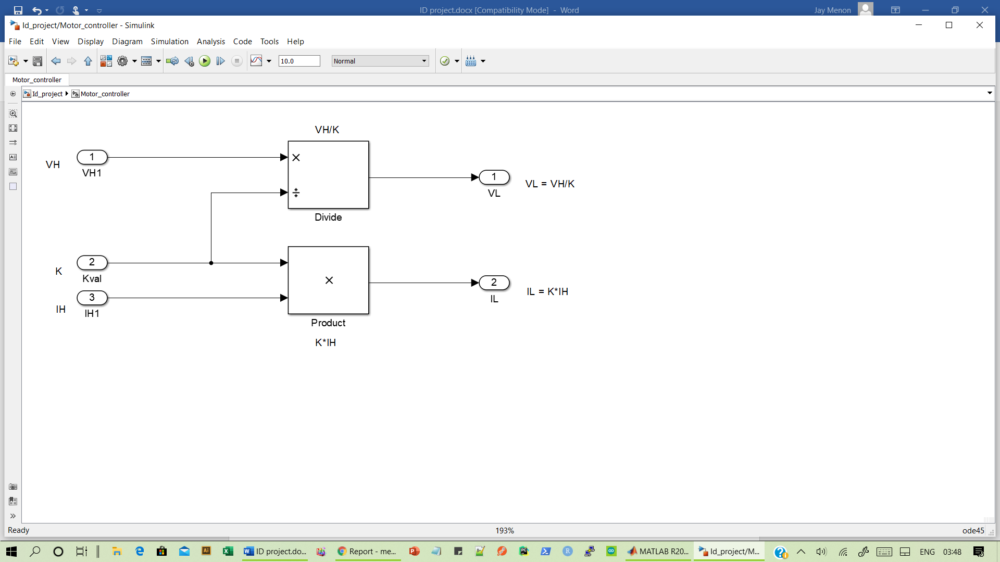 ID project.docx [Compatibility Mode] - Word
Jay Menon
Id_project/Motor_controller - Simulink
File Edit View Display Diagram Simulation Analysis Code Tools Help
10.0
Normal
Motor_controller
Id_project Motor_controller
VH/K
VH
1
VH1
×
÷
Divide
1
VL
VL = VH/K
K
2
Kval
IH
3
IH1
×
Product
K*IH
2
IL
IL = K*IH
Ready
193%
ode45
ID project.do...
Report - me...
MATLAB R20...
Id_project/M...
ENG
03:48